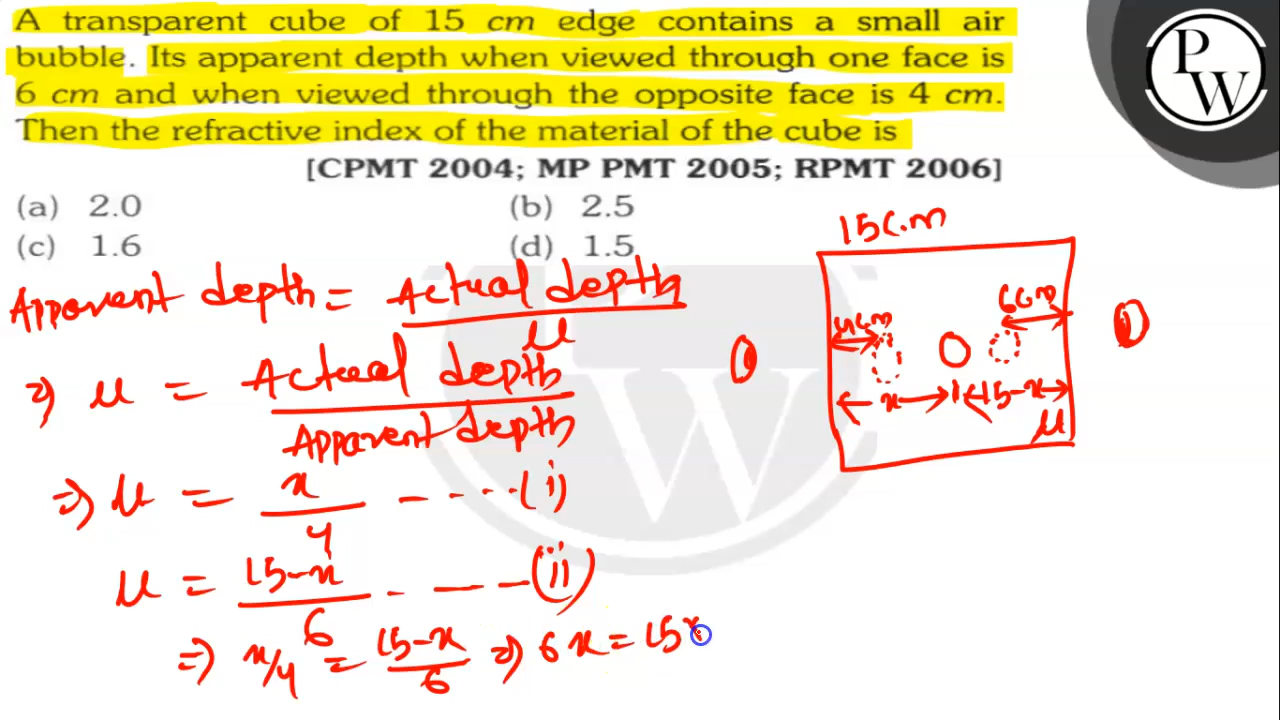 A transparent cube of 15 cm edge contains a small air
bubble. Its apparent depth when viewed through one face is
6 cm and when viewed through the opposite face is 4 cm.
Then the refractive index of the material of the cube is
[CPMT 2004; MP PMT 2005; RPMT 2006]
(a) 2.0 (b) 2.5
(c) 1.6 (d) 1.5
P
W
15 c.m
4cm
6cm
x
15-x
μ
Apparent depth = Actual depth / μ
⇒ μ = Actual depth / Apparent depth
⇒ μ = x / 4 ----(i)
μ = 15-x / 6 ----(ii)
⇒ x/4 = 15-x / 6 ⇒ 6x = 15